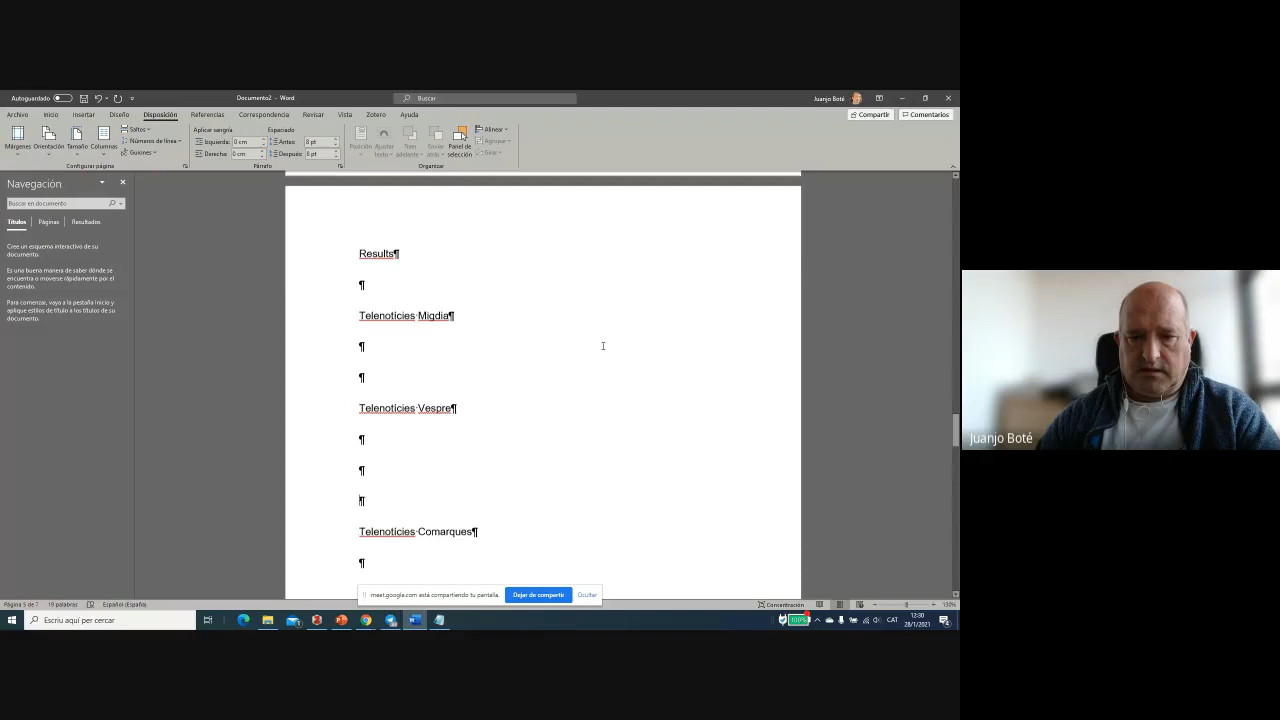 Autoguardado
Documento2 - Word
Buscar
Juanjo Boté
Archivo Inicio Insertar Diseño Disposición Referencias Correspondencia Revisar Vista Zotero Ayuda
Compartir Comentarios
Márgenes Orientación Tamaño Columnas
Saltos
Números de línea
Guiones
Configurar página
Aplicar sangría
Izquierda: 0 cm
Derecha: 0 cm
Espaciado
Antes: 8 pt
Después: 8 pt
Párrafo
Posición Ajustar texto Traer adelante Enviar atrás Panel de selección
Alinear
Agrupar
Girar
Organizar
Navegación
Buscar en documento
Títulos Páginas Resultados
Cree un esquema interactivo de su
documento.
Es una buena manera de saber dónde se
encuentra o moverse rápidamente por el
contenido.
Para comenzar, vaya a la pestaña Inicio y
aplique estilos de título a los títulos de su
documento.
Results¶
¶
Telenotícies·Migdia¶
¶
¶
Telenotícies·Vespre¶
¶
¶
¶
Telenotícies·Comarques¶
¶
meet.google.com está compartiendo tu pantalla.
Dejar de compartir
Ocultar
Página 5 de 7 19 palabras Español (España)
Concentración
130%
Escriu aquí per cercar
100%
CAT
12:30
28/1/2021
Juanjo Boté